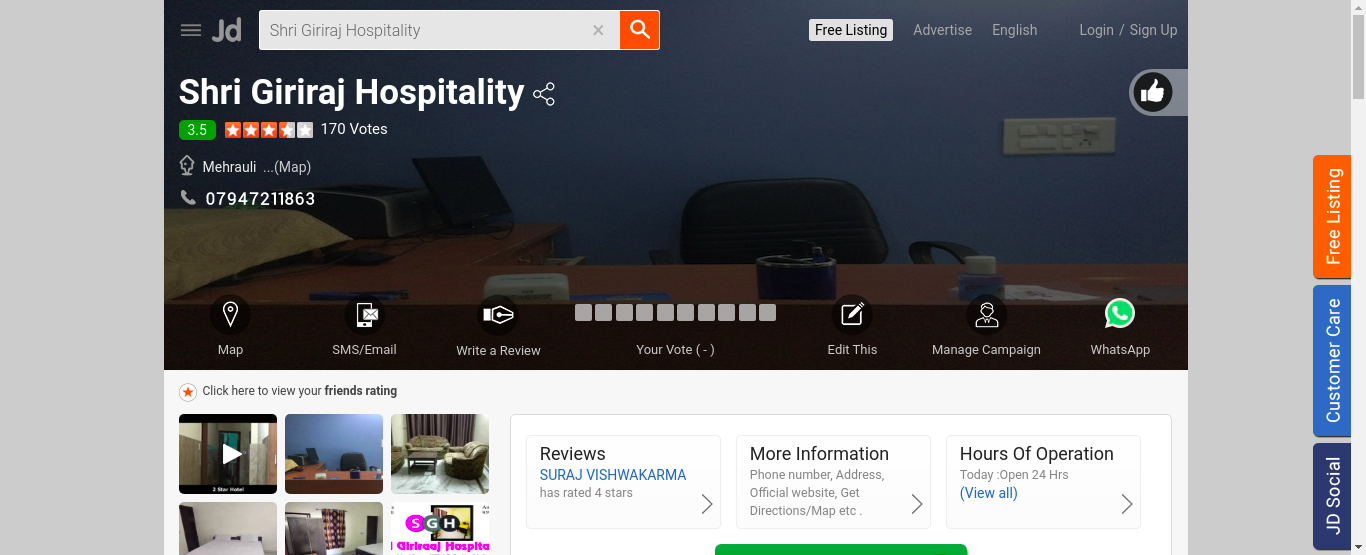 Jd
Shri Giriraj Hospitality
Free Listing
Advertise
English
Login / Sign Up
Shri Giriraj Hospitality
3.5
170 Votes
Mehrauli ...(Map)
07947211863
Map
SMS/Email
Write a Review
Your Vote ( - )
Edit This
Manage Campaign
WhatsApp
Click here to view your friends rating
2 Star Hotel
SGH
Giriraaj Hospita
Reviews
SURAJ VISHWAKARMA
has rated 4 stars
More Information
Phone number, Address,
Official website, Get
Directions/Map etc .
Hours Of Operation
Today :Open 24 Hrs
(View all)
Free Listing
Customer Care
JD Social